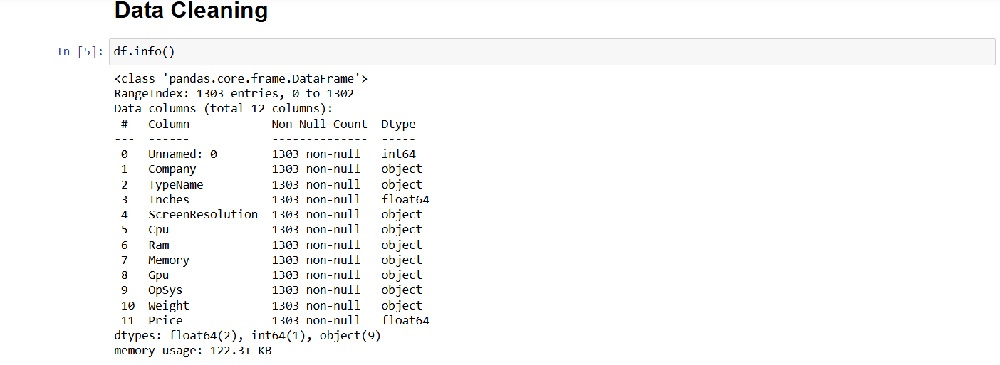 Data Cleaning
In [5]: df.info()
<class 'pandas.core.frame.DataFrame'>
RangeIndex: 1303 entries, 0 to 1302
Data columns (total 12 columns):
 #   Column            Non-Null Count  Dtype
---  ------            --------------  -----
 0   Unnamed: 0        1303 non-null   int64
 1   Company           1303 non-null   object
 2   TypeName          1303 non-null   object
 3   Inches            1303 non-null   float64
 4   ScreenResolution  1303 non-null   object
 5   Cpu               1303 non-null   object
 6   Ram               1303 non-null   object
 7   Memory            1303 non-null   object
 8   Gpu               1303 non-null   object
 9   OpSys             1303 non-null   object
 10  Weight            1303 non-null   object
 11  Price             1303 non-null   float64
dtypes: float64(2), int64(1), object(9)
memory usage: 122.3+ KB